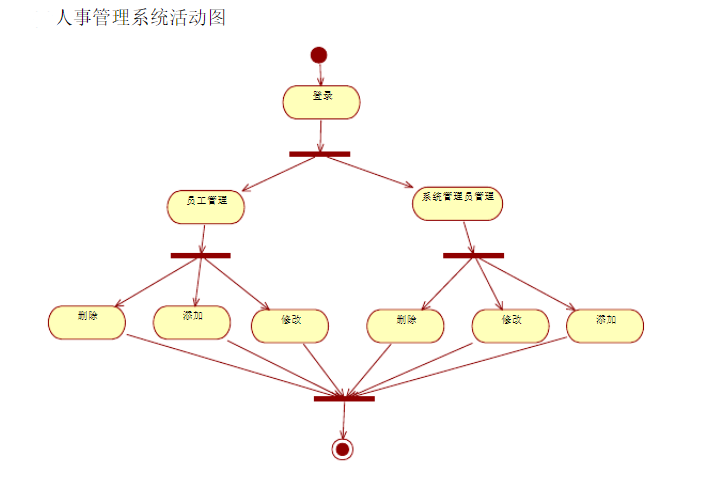 人事管理系统活动图
登录
员工管理
系统管理员管理
删除
添加
修改
删除
修改
添加